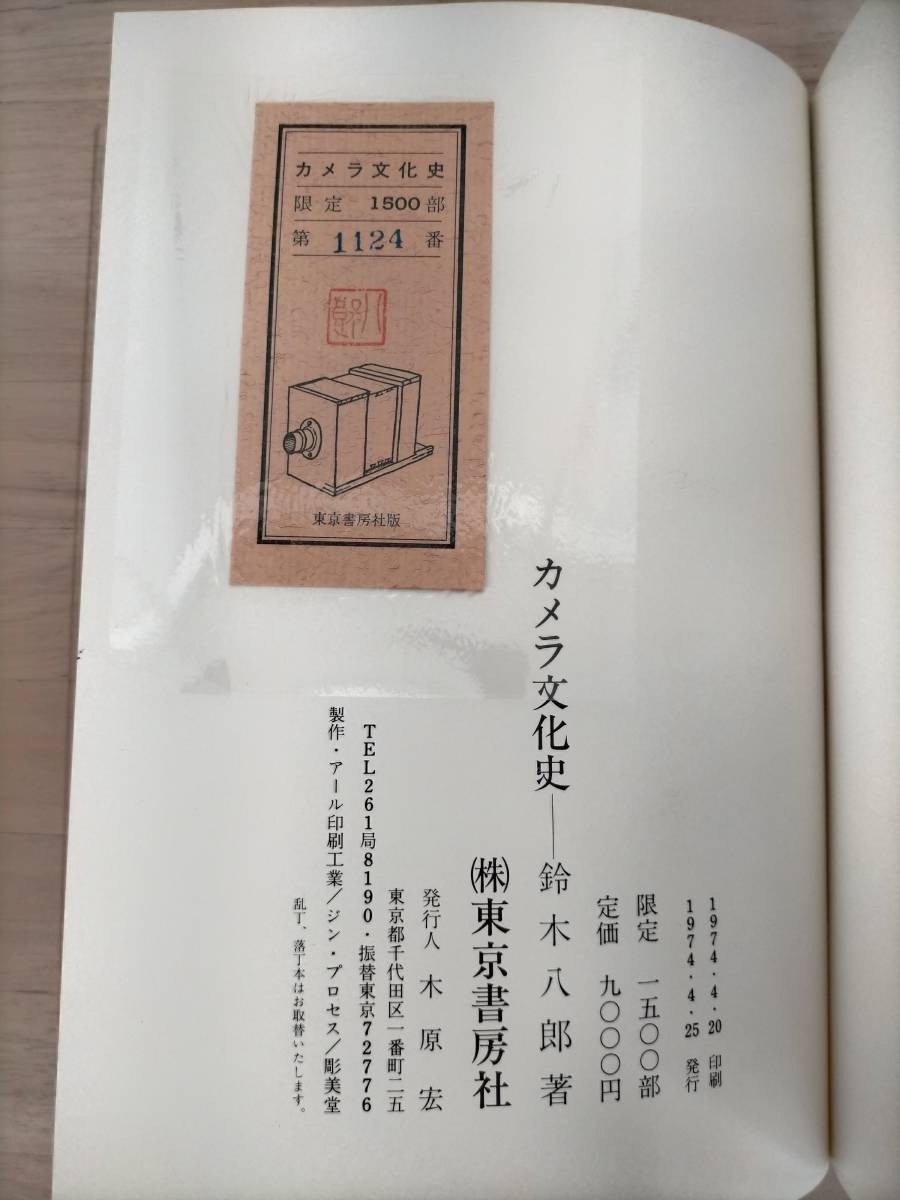 カメラ文化史
限定 1500部
第 1124 番
東京書房社版
1974・4・20 印刷
1974・4・25 発行
限定 一五〇〇部
定価 九〇〇〇円
カメラ文化史――鈴木八郎著
㈱東京書房社
発行人 木原宏
東京都千代田区一番町二五
TEL261局8190・振替東京72776
製作・アール印刷工業/ジン・プロセス/彫美堂
乱丁、落丁本はお取替いたします。